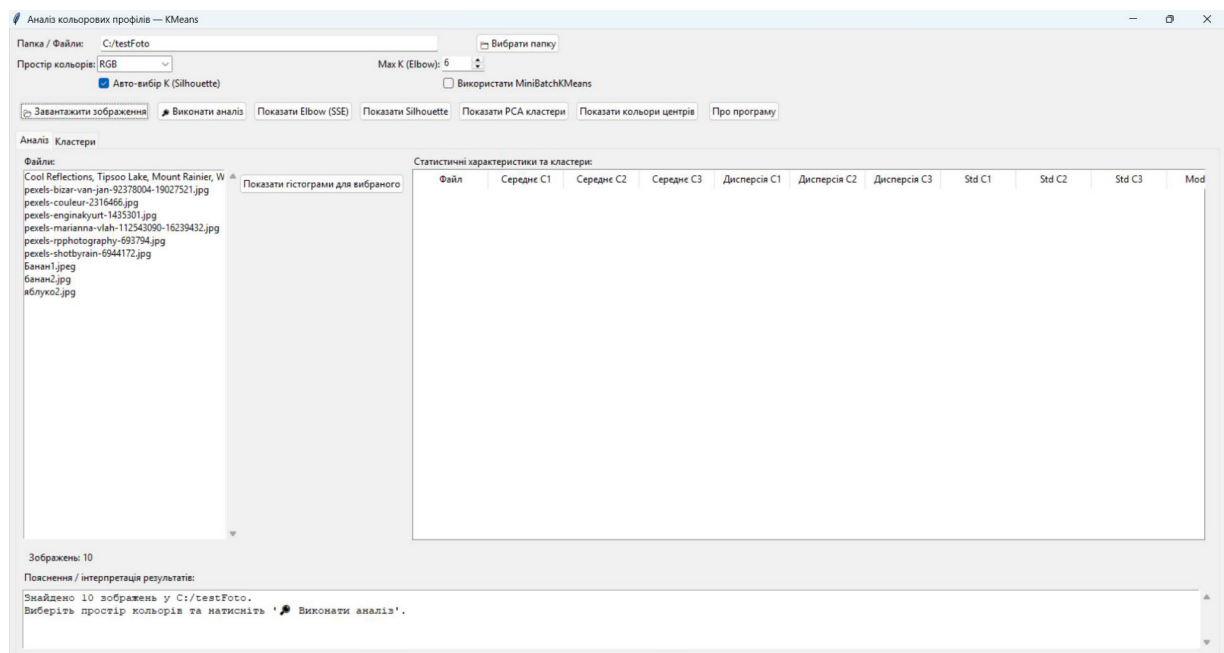 Аналіз кольорових профілів — KMeans
Папка / Файли: C:/testFoto Вибрати папку
Простір кольорів: RGB Max K (Elbow): 6
Авто-вибір K (Silhouette) Використати MiniBatchKMeans
Завантажити зображення Виконати аналіз Показати Elbow (SSE) Показати Silhouette Показати PCA кластери Показати кольори центрів Про програму
Аналіз Кластери
Файли: Статистичні характеристики та кластери:
Показати гістограми для вибраного
Файл Середнє C1 Середнє C2 Середнє C3 Дисперсія C1 Дисперсія C2 Дисперсія C3 Std C1 Std C2 Std C3 Mod
Cool Reflections, Tipsoo Lake, Mount Rainier, W
pexels-bizar-van-jan-92378004-19027521.jpg
pexels-couleur-2316466.jpg
pexels-enginakyurt-1435301.jpg
pexels-marianna-vlah-112543090-16239432.jpg
pexels-rpphotography-693794.jpg
pexels-shotbyrain-6944172.jpg
Банан1.jpeg
банан2.jpg
яблуко2.jpg
Зображень: 10
Пояснення / інтерпретація результатів:
Знайдено 10 зображень у C:/testFoto.
Виберіть простір кольорів та натисніть ' Виконати аналіз'.